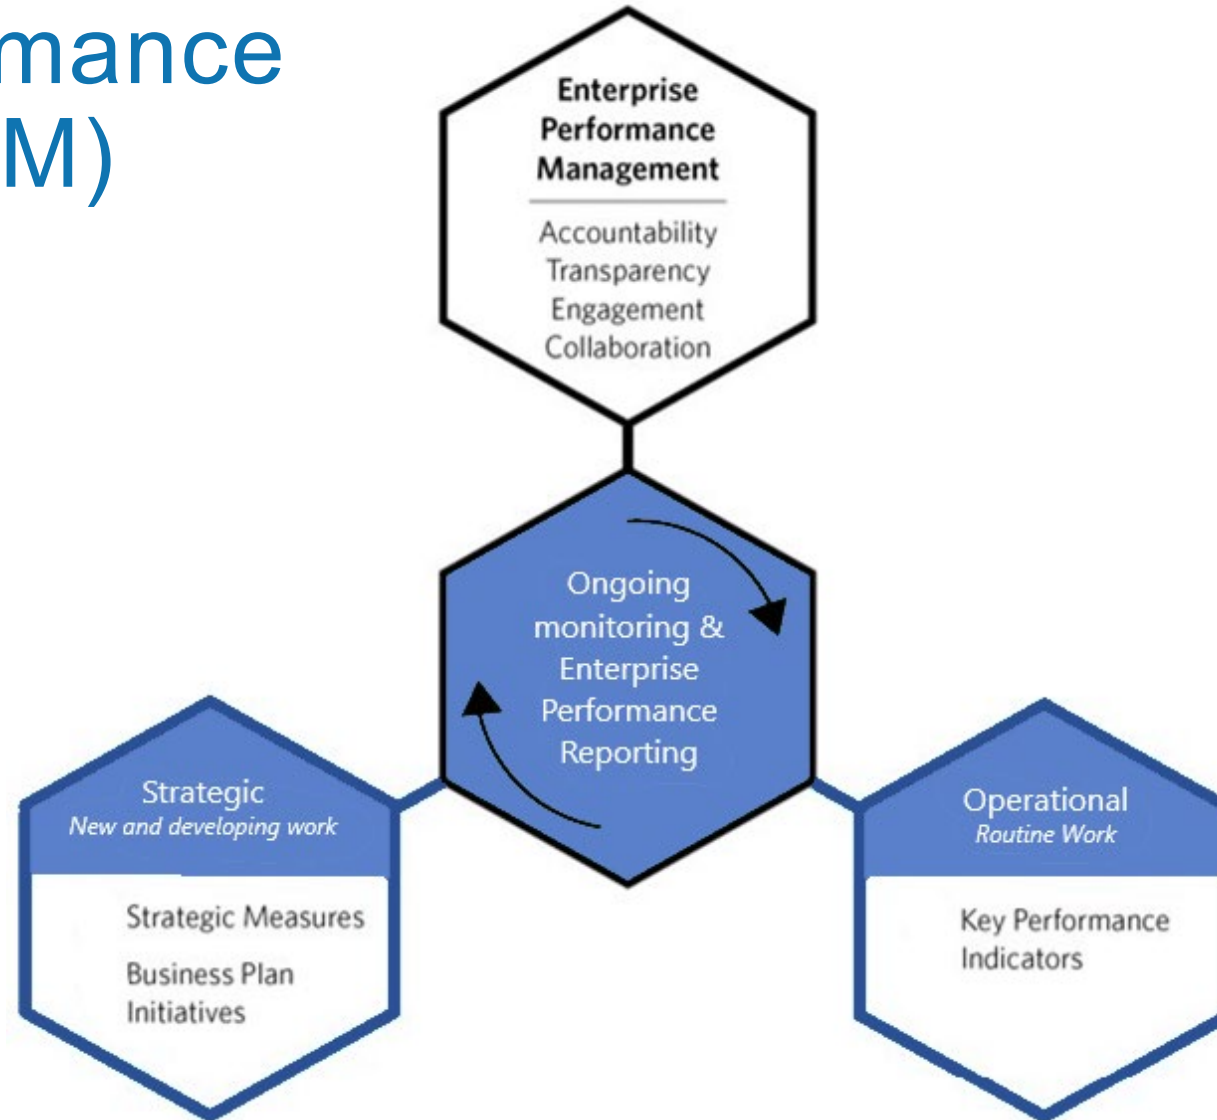 rmance
M)
Enterprise
Performance
Management
Accountability
Transparency
Engagement
Collaboration
Ongoing
monitoring &
Enterprise
Performance
Reporting
Strategic
New and developing work
Strategic Measures
Business Plan
Initiatives
Operational
Routine Work
Key Performance
Indicators